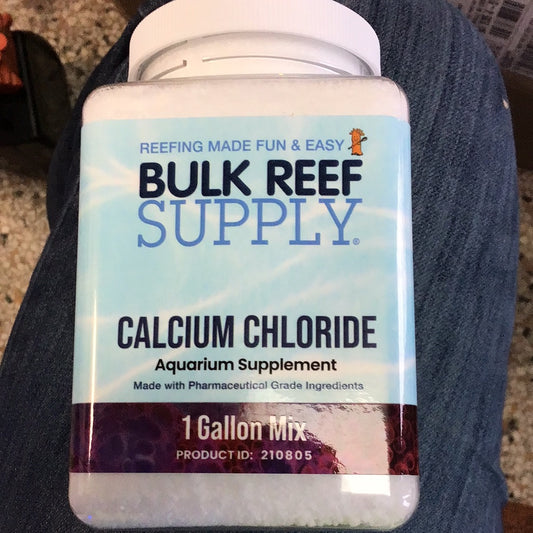 REEFING MADE FUN & EASY
BULK REEF
SUPPLY®
CALCIUM CHLORIDE
Aquarium Supplement
Made with Pharmaceutical Grade Ingredients
1 Gallon Mix
PRODUCT ID: 210805